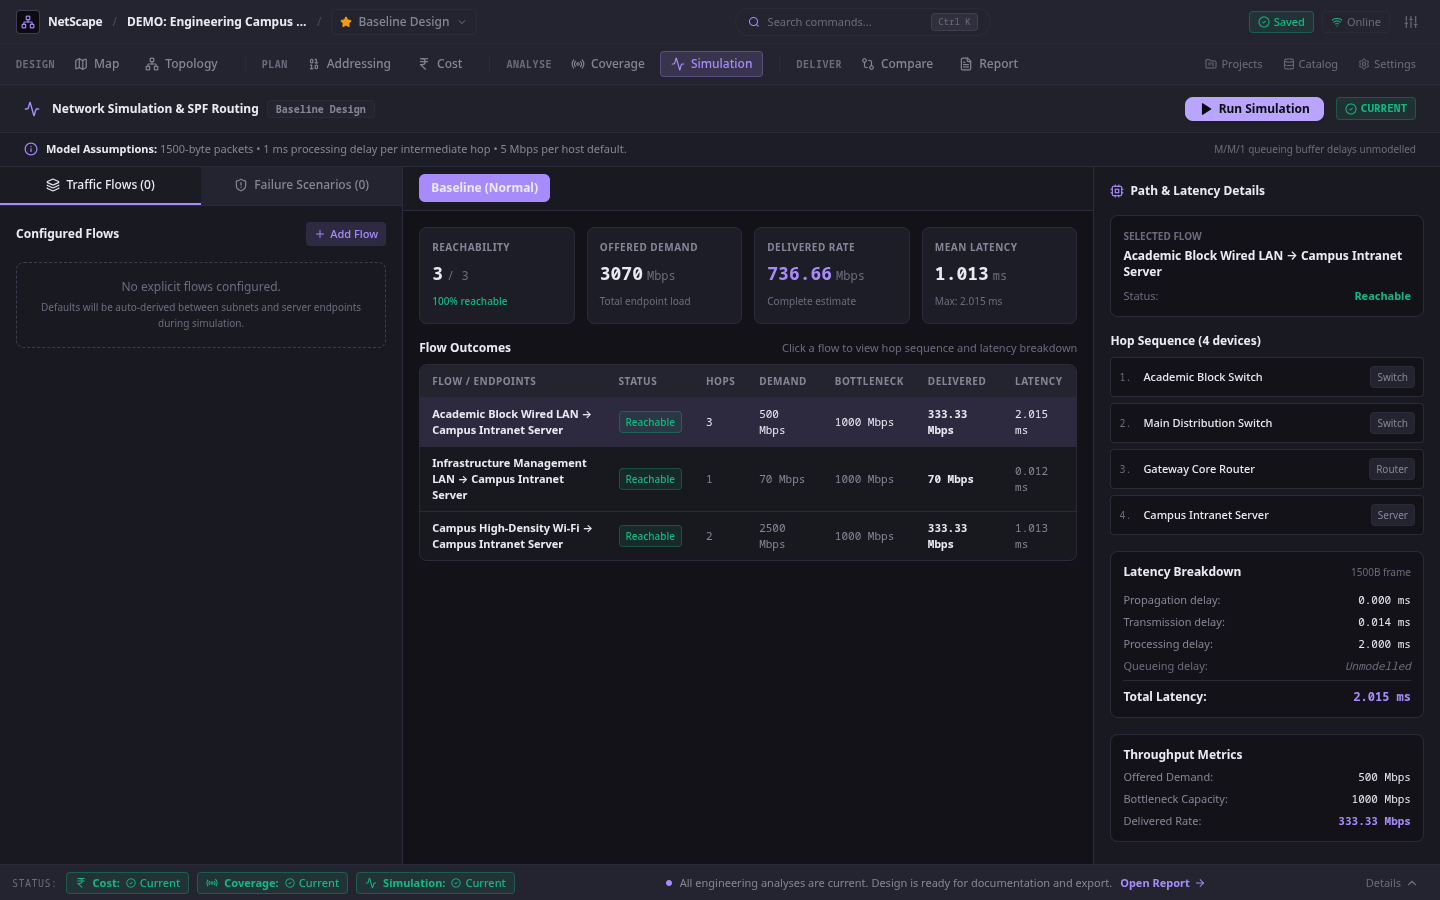 NetScape / DEMO: Engineering Campus ... / Baseline Design
Search commands... Ctrl K
Saved Online
DESIGN Map Topology PLAN Addressing Cost ANALYSE Coverage Simulation DELIVER Compare Report Projects Catalog Settings
Network Simulation & SPF Routing Baseline Design
Run Simulation CURRENT
Model Assumptions: 1500-byte packets • 1 ms processing delay per intermediate hop • 5 Mbps per host default.
M/M/1 queueing buffer delays unmodelled
Traffic Flows (0) Failure Scenarios (0)
Configured Flows
+ Add Flow
No explicit flows configured.
Defaults will be auto-derived between subnets and server endpoints
during simulation.
Baseline (Normal)
REACHABILITY
3 / 3
100% reachable
OFFERED DEMAND
3070 Mbps
Total endpoint load
DELIVERED RATE
736.66 Mbps
Complete estimate
MEAN LATENCY
1.013 ms
Max: 2.015 ms
Flow Outcomes
Click a flow to view hop sequence and latency breakdown
FLOW / ENDPOINTS STATUS HOPS DEMAND BOTTLENECK DELIVERED LATENCY
Academic Block Wired LAN →
Campus Intranet Server
Reachable
3
500
Mbps
1000 Mbps
333.33
Mbps
2.015
ms
Infrastructure Management
LAN → Campus Intranet
Server
Reachable
1
70 Mbps
1000 Mbps
70 Mbps
0.012
ms
Campus High-Density Wi-Fi →
Campus Intranet Server
Reachable
2
2500
Mbps
1000 Mbps
333.33
Mbps
1.013
ms
Path & Latency Details
SELECTED FLOW
Academic Block Wired LAN → Campus Intranet
Server
Status: Reachable
Hop Sequence (4 devices)
1. Academic Block Switch Switch
2. Main Distribution Switch Switch
3. Gateway Core Router Router
4. Campus Intranet Server Server
Latency Breakdown 1500B frame
Propagation delay: 0.000 ms
Transmission delay: 0.014 ms
Processing delay: 2.000 ms
Queueing delay: Unmodelled
Total Latency: 2.015 ms
Throughput Metrics
Offered Demand: 500 Mbps
Bottleneck Capacity: 1000 Mbps
Delivered Rate: 333.33 Mbps
STATUS: Cost: Current Coverage: Current Simulation: Current
All engineering analyses are current. Design is ready for documentation and export. Open Report →
Details